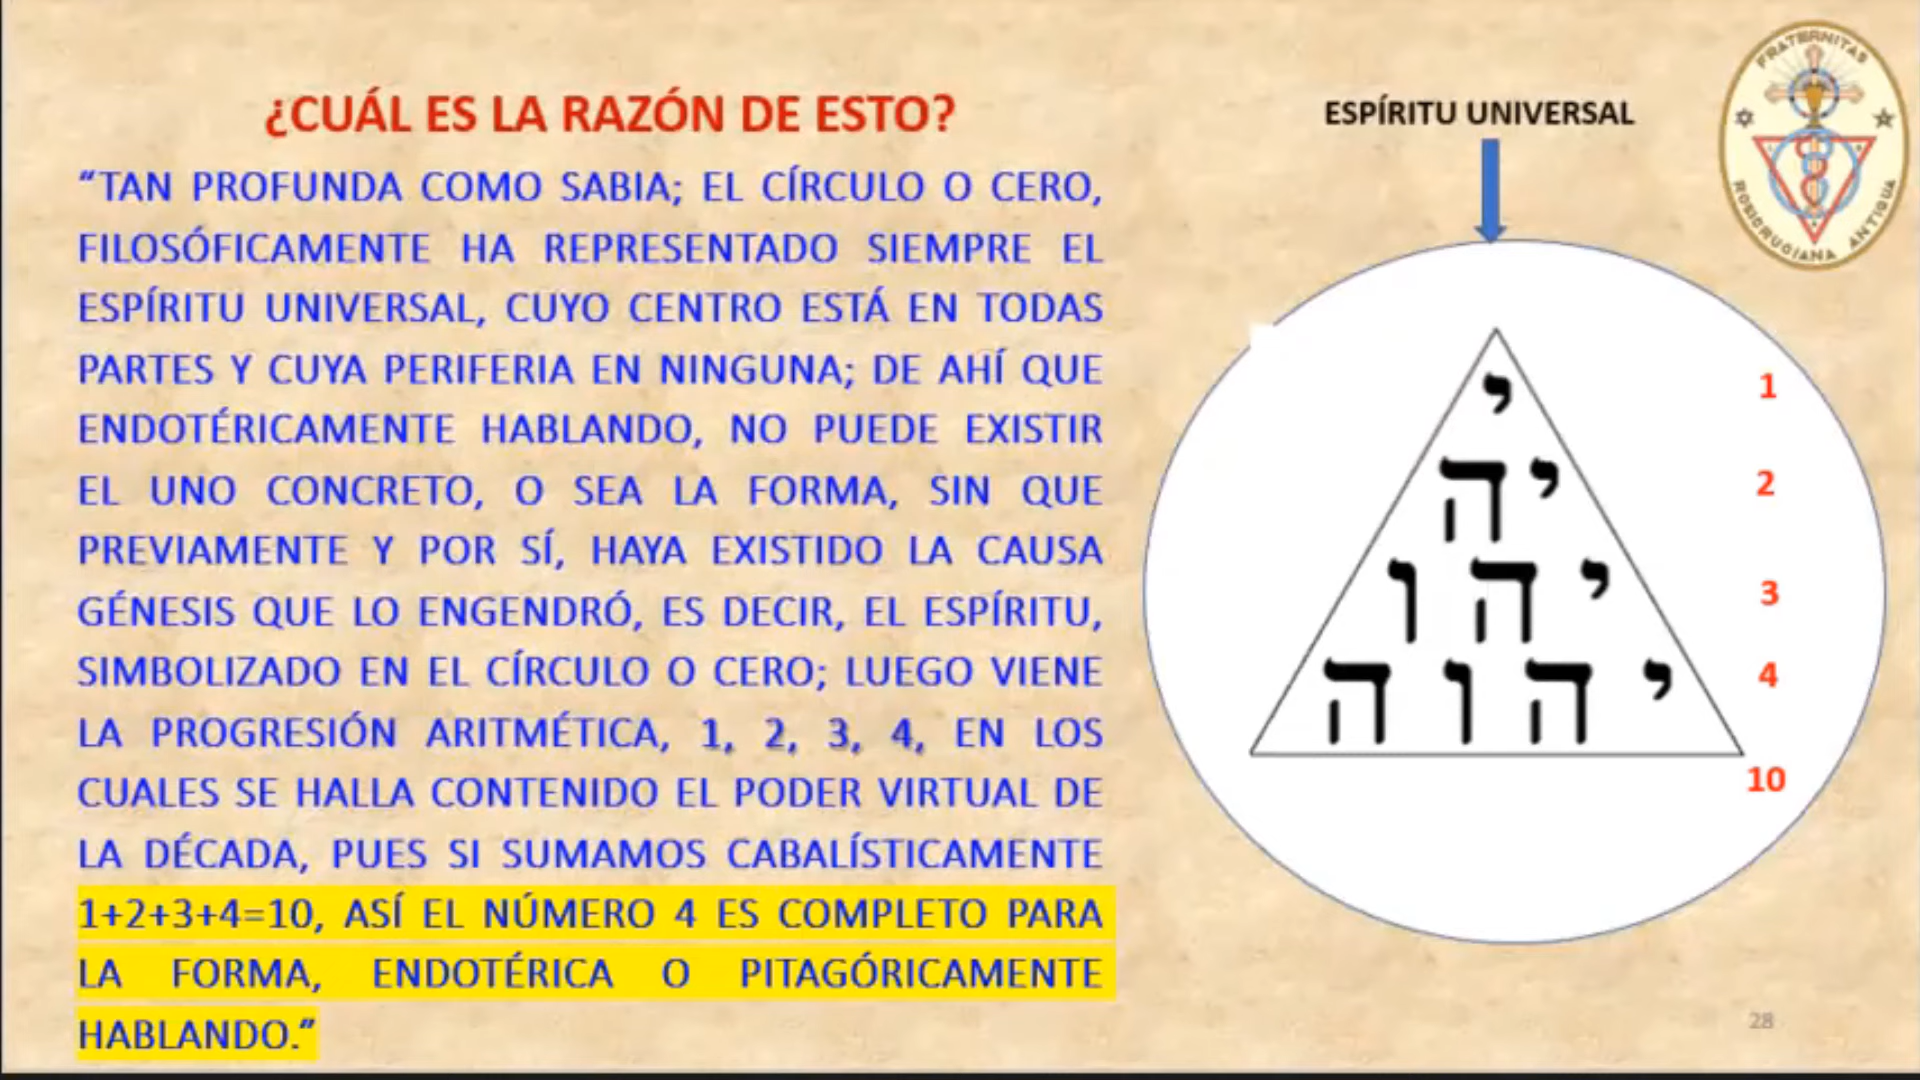 ¿CUÁL ES LA RAZÓN DE ESTO?
“TAN PROFUNDA COMO SABIA; EL CÍRCULO O CERO,
FILOSÓFICAMENTE HA REPRESENTADO SIEMPRE EL
ESPÍRITU UNIVERSAL, CUYO CENTRO ESTÁ EN TODAS
PARTES Y CUYA PERIFERIA EN NINGUNA; DE AHÍ QUE
ENDOTÉRICAMENTE HABLANDO, NO PUEDE EXISTIR
EL UNO CONCRETO, O SEA LA FORMA, SIN QUE
PREVIAMENTE Y POR SÍ, HAYA EXISTIDO LA CAUSA
GÉNESIS QUE LO ENGENDRÓ, ES DECIR, EL ESPÍRITU,
SIMBOLIZADO EN EL CÍRCULO O CERO; LUEGO VIENE
LA PROGRESIÓN ARITMÉTICA, 1, 2, 3, 4, EN LOS
CUALES SE HALLA CONTENIDO EL PODER VIRTUAL DE
LA DÉCADA, PUES SI SUMAMOS CABALÍSTICAMENTE
1+2+3+4=10, ASÍ EL NÚMERO 4 ES COMPLETO PARA
LA FORMA, ENDOTÉRICA O PITAGÓRICAMENTE
HABLANDO.”
ESPÍRITU UNIVERSAL
י
1
יה
2
יהו
3
יהוה
4
10
FRATERNITAS
ROSICRUCIANA ANTIQUA
28